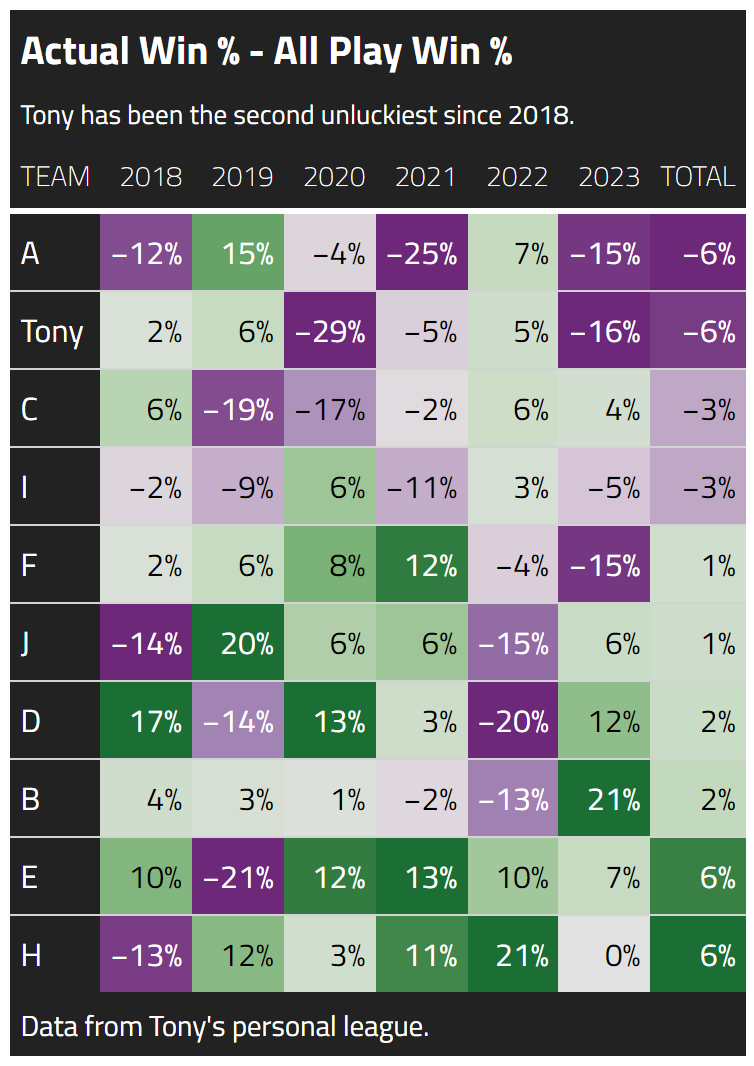 Actual Win % - All Play Win %
Tony has been the second unluckiest since 2018.
TEAM 2018 2019 2020 2021 2022 2023 TOTAL
A −12% 15% −4% −25% 7% −15% −6%
Tony 2% 6% −29% −5% 5% −16% −6%
C 6% −19% −17% −2% 6% 4% −3%
I −2% −9% 6% −11% 3% −5% −3%
F 2% 6% 8% 12% −4% −15% 1%
J −14% 20% 6% 6% −15% 6% 1%
D 17% −14% 13% 3% −20% 12% 2%
B 4% 3% 1% −2% −13% 21% 2%
E 10% −21% 12% 13% 10% 7% 6%
H −13% 12% 3% 11% 21% 0% 6%
Data from Tony's personal league.